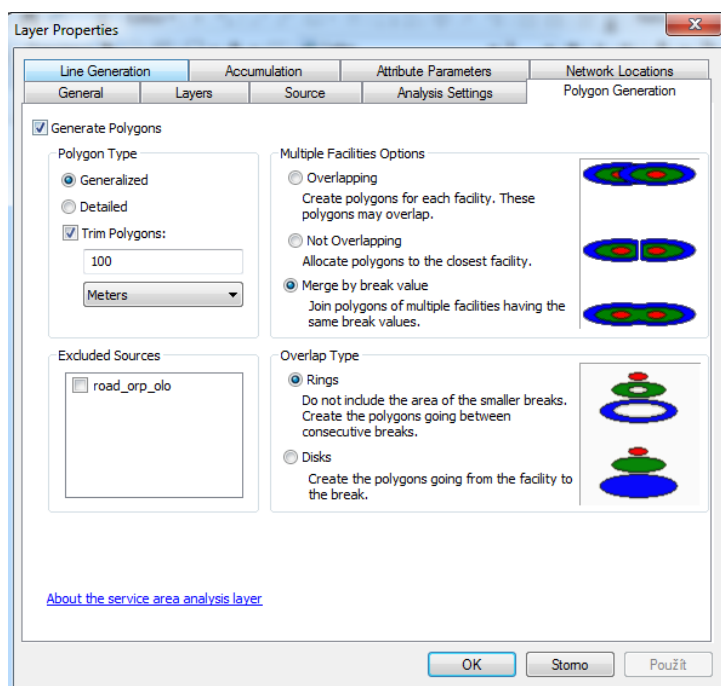 Layer Properties
Line Generation Accumulation Attribute Parameters Network Locations
General Layers Source Analysis Settings Polygon Generation
Generate Polygons
Polygon Type
Generalized
Detailed
Trim Polygons:
100
Meters
Multiple Facilities Options
Overlapping
Create polygons for each facility. These
polygons may overlap.
Not Overlapping
Allocate polygons to the closest facility.
Merge by break value
Join polygons of multiple facilities having the
same break values.
Excluded Sources
road_orp_olo
Overlap Type
Rings
Do not include the area of the smaller breaks.
Create the polygons going between
consecutive breaks.
Disks
Create the polygons going from the facility to
the break.
About the service area analysis layer
OK Storno Použít